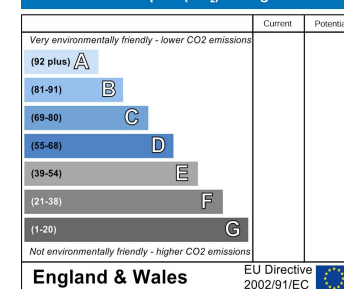 Current Potential
Very environmentally friendly - lower CO2 emissions
(92 plus) A
(81-91) B
(69-80) C
(55-68) D
(39-54) E
(21-38) F
(1-20) G
Not environmentally friendly - higher CO2 emissions
England & Wales
EU Directive
2002/91/EC